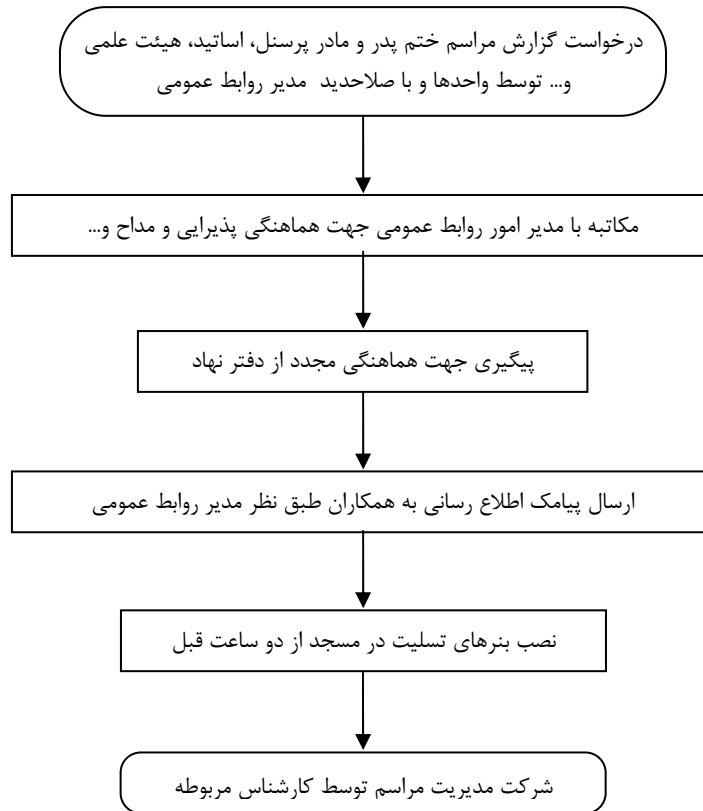 درخواست گزارش مراسم ختم پدر و مادر پرسنل، اساتید، هیئت علمی
و... توسط واحدها و با صلاحدید مدیر روابط عمومی
مکاتبه با مدیر امور روابط عمومی جهت هماهنگی پذیرایی و مداح و...
پیگیری جهت هماهنگی مجدد از دفتر نهاد
ارسال پیامک اطلاع رسانی به همکاران طبق نظر مدیر روابط عمومی
نصب بنرهای تسلیت در مسجد از دو ساعت قبل
شرکت مدیریت مراسم توسط کارشناس مربوطه